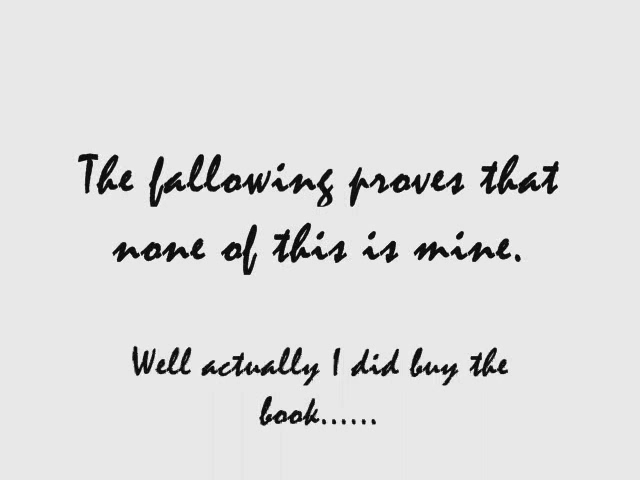 The fallowing proves that
none of this is mine.
Well actually I did buy the
book......